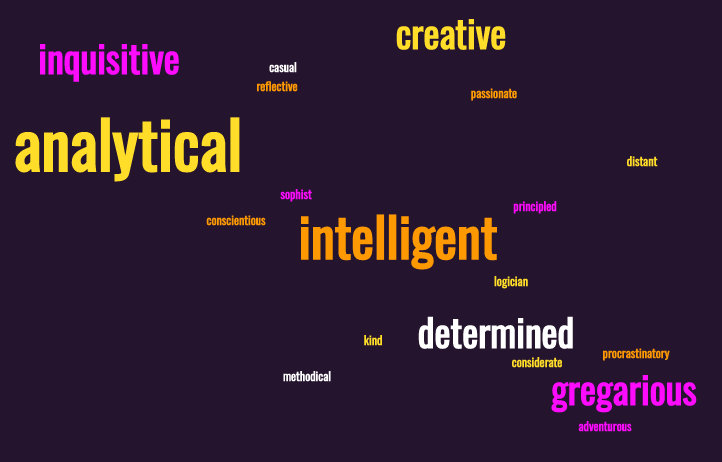 creative
inquisitive
casual
reflective
passionate
analytical
distant
sophist
principled
conscientious
intelligent
logician
determined
kind
procrastinatory
considerate
methodical
gregarious
adventurous